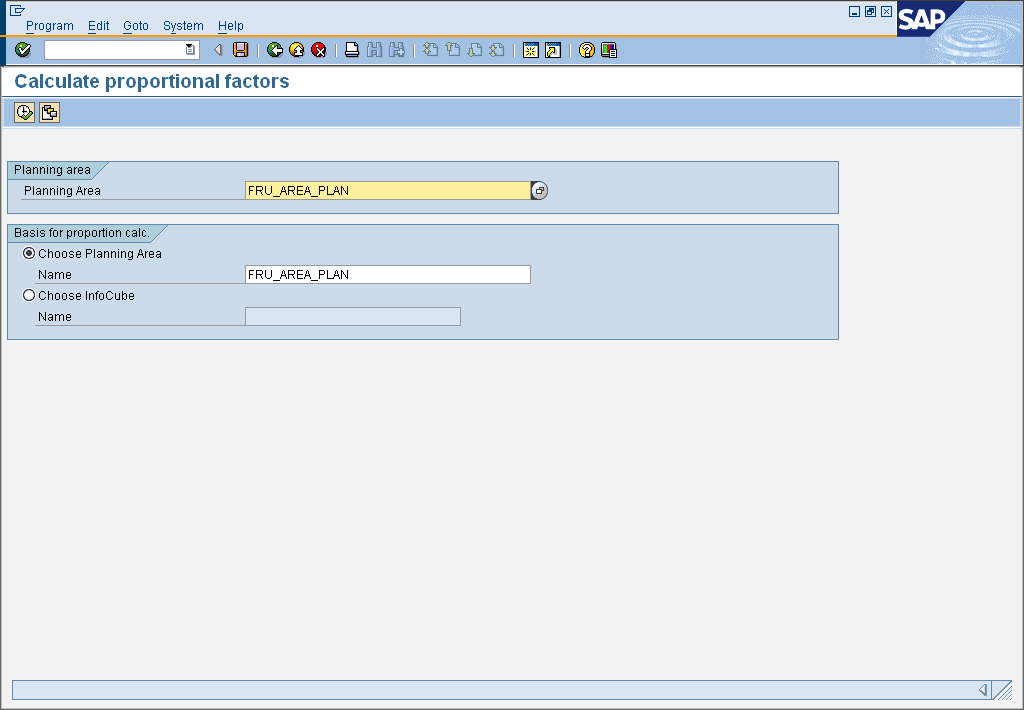 Program Edit Goto System Help
SAP
Calculate proportional factors
Planning area
Planning Area FRU_AREA_PLAN
Basis for proportion calc.
Choose Planning Area
Name FRU_AREA_PLAN
Choose InfoCube
Name